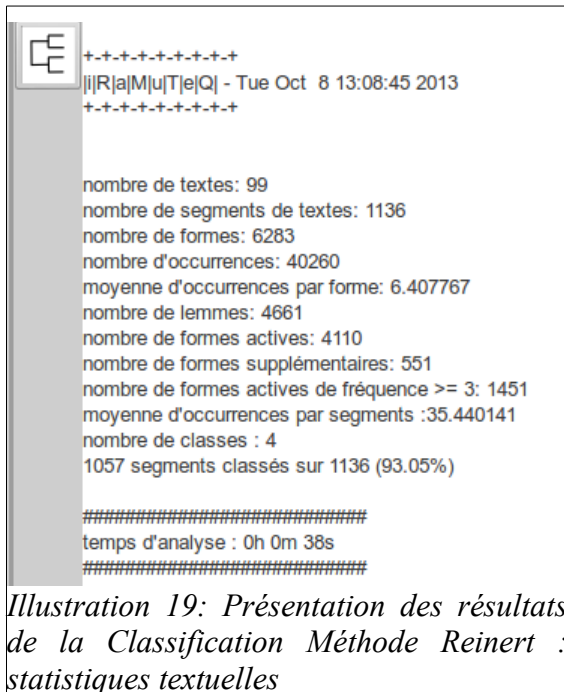 +-+-+-+-+-+-+-+-+-+
|i|R|a|M|u|T|e|Q| - Tue Oct  8 13:08:45 2013
+-+-+-+-+-+-+-+-+-+
nombre de textes: 99
nombre de segments de textes: 1136
nombre de formes: 6283
nombre d'occurrences: 40260
moyenne d'occurrences par forme: 6.407767
nombre de lemmes: 4661
nombre de formes actives: 4110
nombre de formes supplémentaires: 551
nombre de formes actives de fréquence >= 3: 1451
moyenne d'occurrences par segments :35.440141
nombre de classes : 4
1057 segments classés sur 1136 (93.05%)
###########################
temps d'analyse : 0h 0m 38s
###########################
Illustration 19: Présentation des résultats
de la Classification Méthode Reinert :
statistiques textuelles